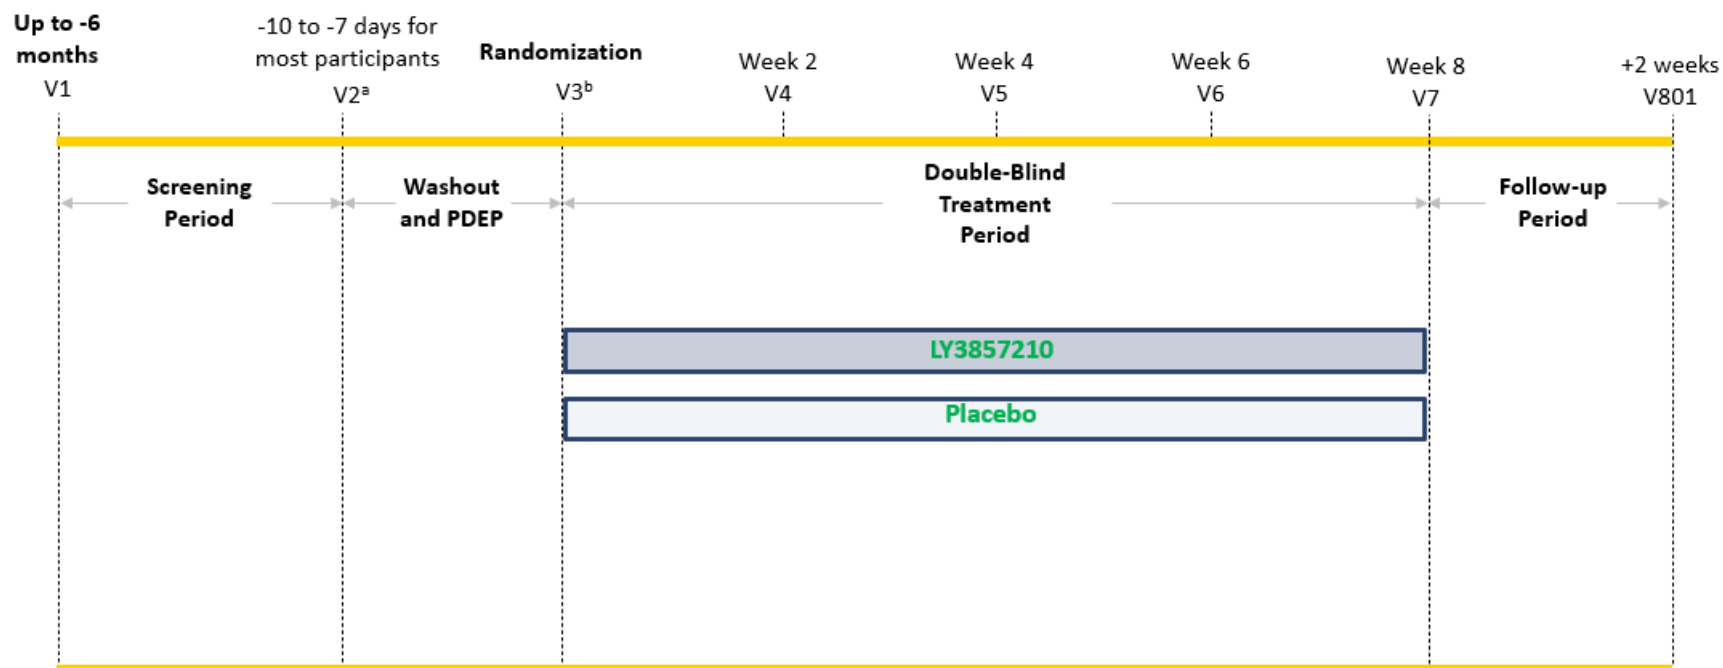 Up to -6
months
V1
-10 to -7 days for
most participants
V2ᵃ
Randomization
V3ᵇ
Week 2
V4
Week 4
V5
Week 6
V6
Week 8
V7
+2 weeks
V801
Screening
Period
Washout
and PDEP
Double-Blind
Treatment
Period
Follow-up
Period
LY3857210
Placebo